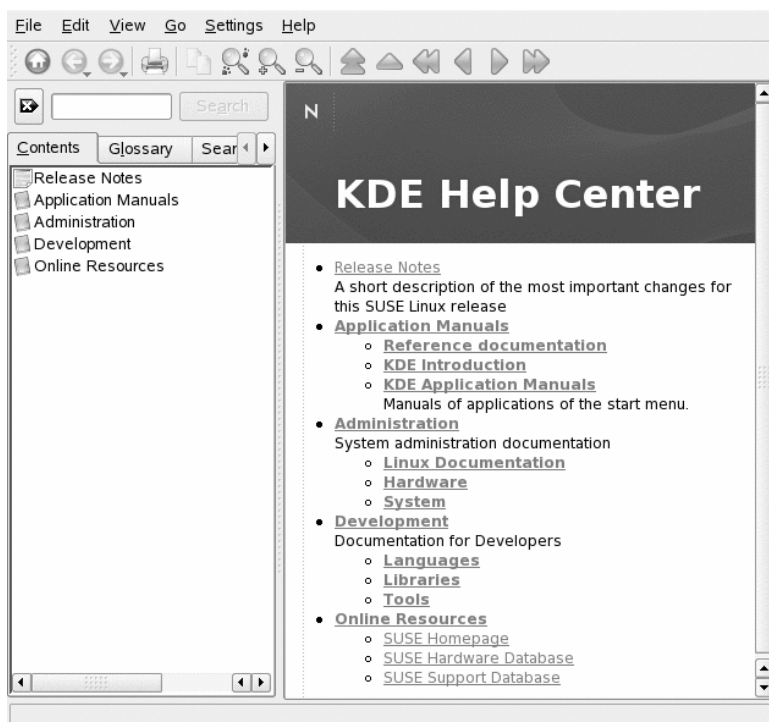 File Edit View Go Settings Help
Search
Contents Glossary Sear
Release Notes
Application Manuals
Administration
Development
Online Resources
N
KDE Help Center
Release Notes
A short description of the most important changes for
this SUSE Linux release
Application Manuals
Reference documentation
KDE Introduction
KDE Application Manuals
Manuals of applications of the start menu.
Administration
System administration documentation
Linux Documentation
Hardware
System
Development
Documentation for Developers
Languages
Libraries
Tools
Online Resources
SUSE Homepage
SUSE Hardware Database
SUSE Support Database